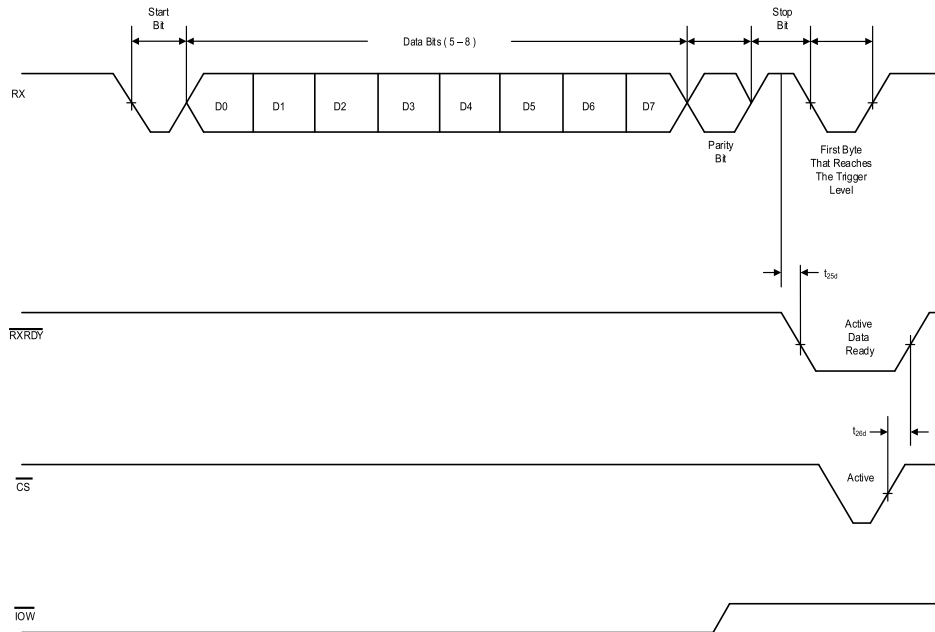 Start
Bit
Data Bits ( 5 – 8 )
Stop
Bit
RX
D0 D1 D2 D3 D4 D5 D6 D7
Parity
Bit
First Byte
That Reaches
The Trigger
Level
t25d
RXRDY
Active
Data
Ready
t26d
CS
Active
IOW